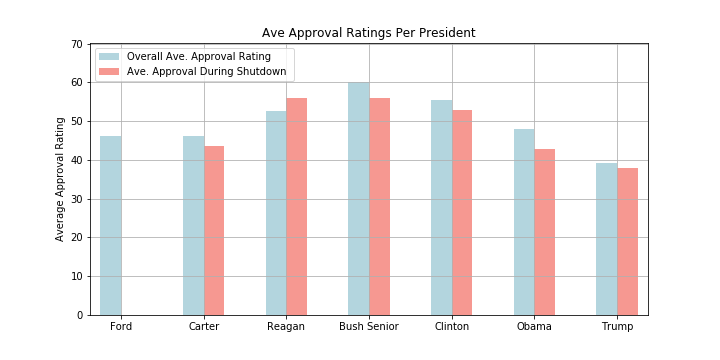 Ave Approval Ratings Per President
Overall Ave. Approval Rating
Ave. Approval During Shutdown
Average Approval Rating
70
60
50
40
30
20
10
0
Ford Carter Reagan Bush Senior Clinton Obama Trump